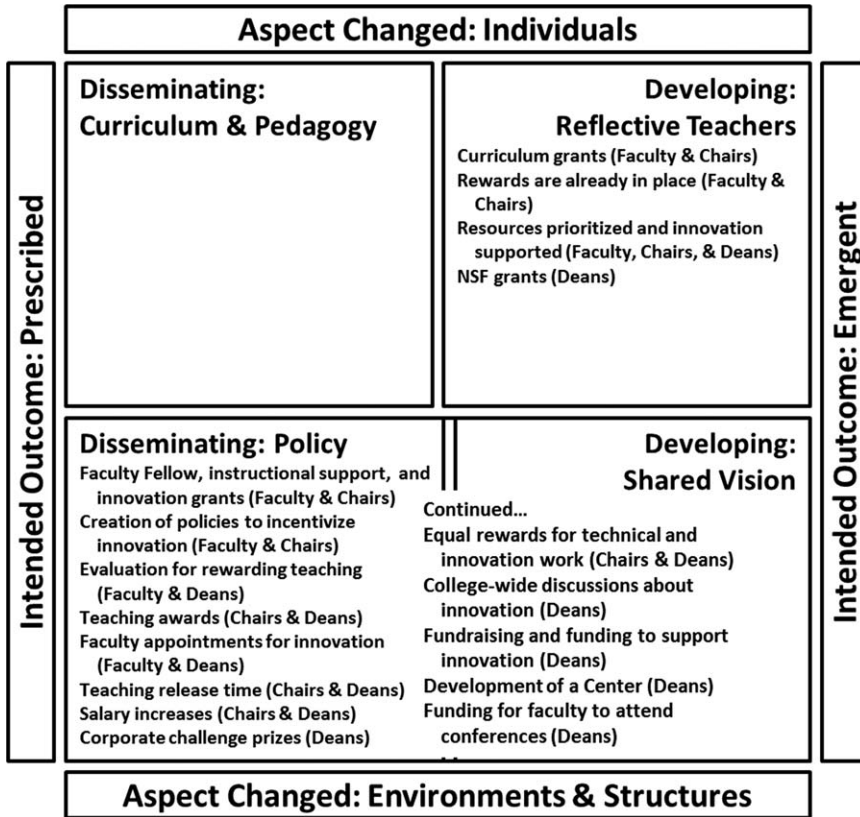 Aspect Changed: Individuals
Intended Outcome: Prescribed
Disseminating:
Curriculum & Pedagogy
Developing:
Reflective Teachers
Curriculum grants (Faculty & Chairs)
Rewards are already in place (Faculty &
Chairs)
Resources prioritized and innovation
supported (Faculty, Chairs, & Deans)
NSF grants (Deans)
Intended Outcome: Emergent
Disseminating: Policy
Faculty Fellow, instructional support, and
innovation grants (Faculty & Chairs)
Creation of policies to incentivize
innovation (Faculty & Chairs)
Evaluation for rewarding teaching
(Faculty & Deans)
Teaching awards (Chairs & Deans)
Faculty appointments for innovation
(Faculty & Deans)
Teaching release time (Chairs & Deans)
Salary increases (Chairs & Deans)
Corporate challenge prizes (Deans)
Developing:
Shared Vision
Continued...
Equal rewards for technical and
innovation work (Chairs & Deans)
College-wide discussions about
innovation (Deans)
Fundraising and funding to support
innovation (Deans)
Development of a Center (Deans)
Funding for faculty to attend
conferences (Deans)
Aspect Changed: Environments & Structures